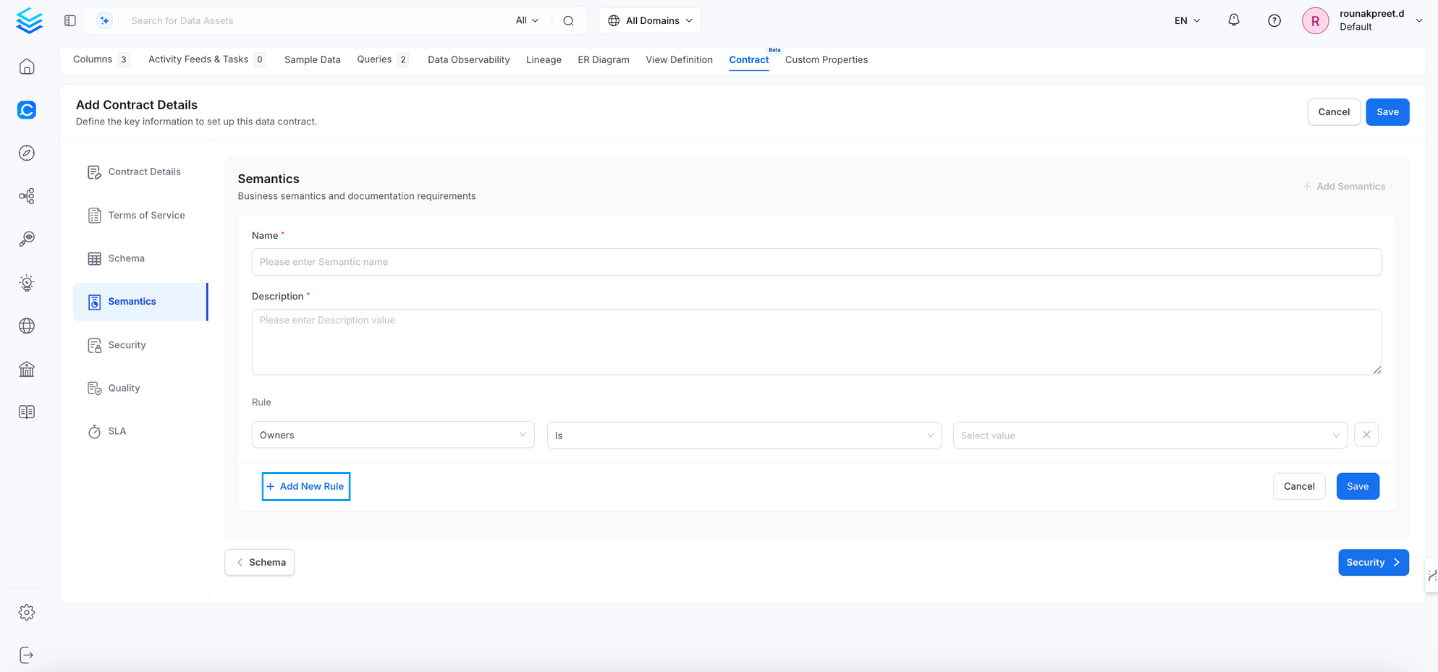 Search for Data Assets
All
All Domains
EN
R
rounakpreet.d
Default
Columns 3
Activity Feeds & Tasks 0
Sample Data
Queries 2
Data Observability
Lineage
ER Diagram
View Definition
Contract
Beta
Custom Properties
Add Contract Details
Define the key information to set up this data contract.
Cancel
Save
Contract Details
Terms of Service
Schema
Semantics
Security
Quality
SLA
Semantics
Business semantics and documentation requirements
+ Add Semantics
Name *
Please enter Semantic name
Description *
Please enter Description value
Rule
Owners
Is
Select value
+ Add New Rule
Cancel
Save
Schema
Security